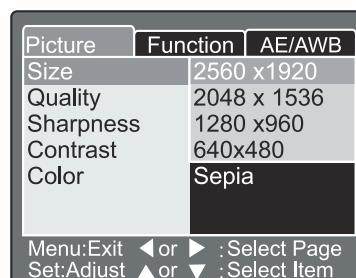 Picture Function AE/AWB
Size 2560 x1920
Quality 2048 x 1536
Sharpness 1280 x960
Contrast 640x480
Color Sepia
Menu:Exit ◀ or ▶ :Select Page
Set:Adjust ▲ or ▼ :Select Item